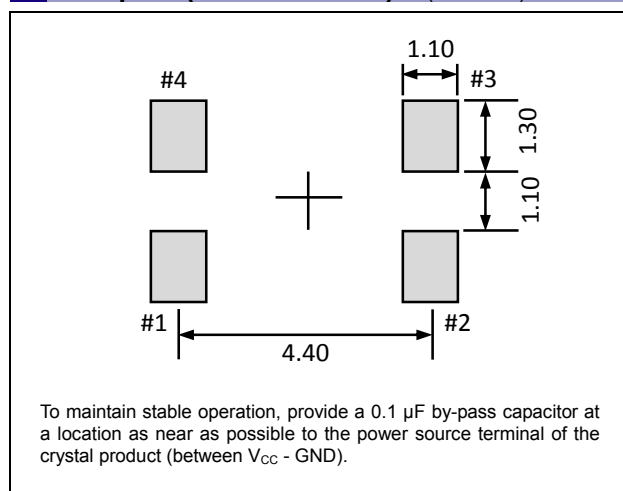 1.10
#4
#3
1.30
1.10
#1
#2
4.40
To maintain stable operation, provide a 0.1 µF by-pass capacitor at
a location as near as possible to the power source terminal of the
crystal product (between VCC - GND).